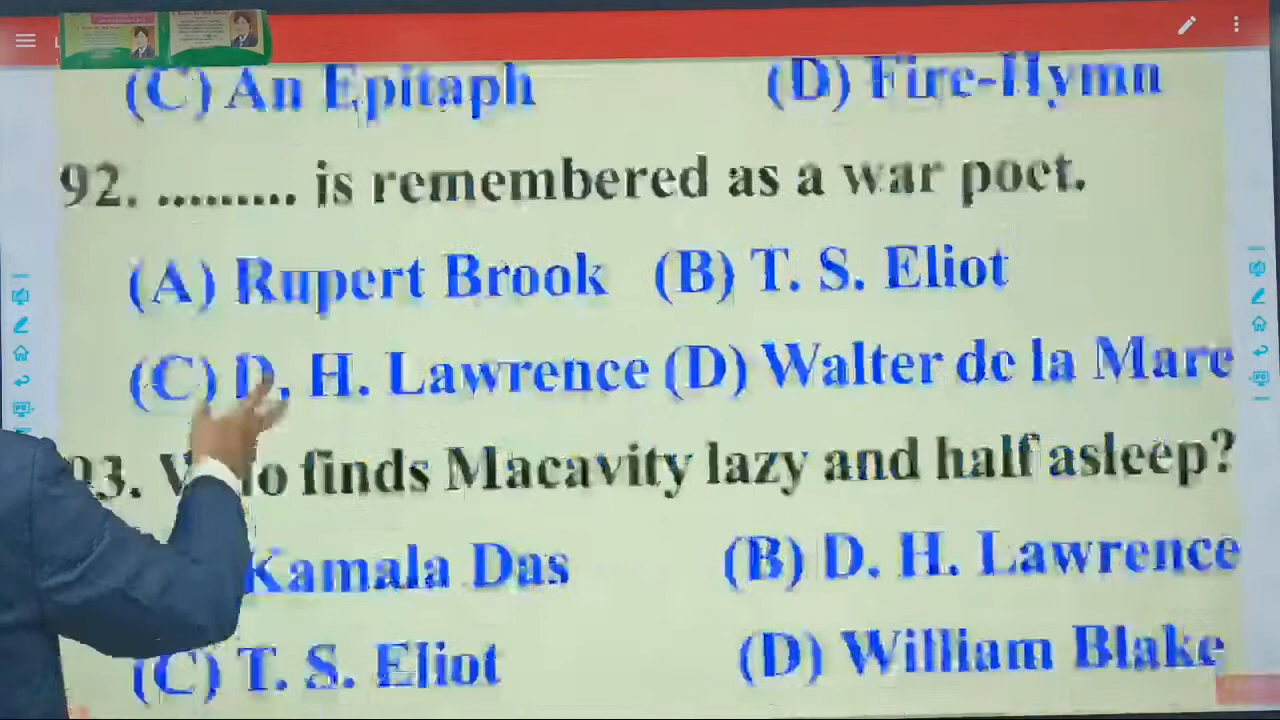 (C) An Epitaph (D) Fire-Hymn
92. ......... is remembered as a war poet.
(A) Rupert Brook (B) T. S. Eliot
(C) D. H. Lawrence (D) Walter de la Mare
93. finds Macavity lazy and half asleep?
Kamala Das (B) D. H. Lawrence
(C) T. S. Eliot (D) William Blake